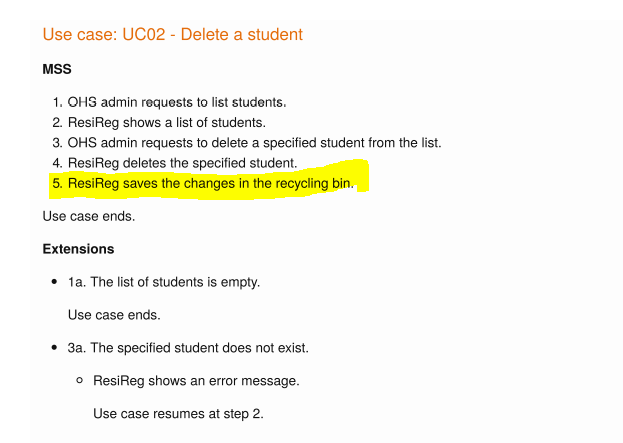 Use case: UC02 - Delete a student
MSS
1. OHS admin requests to list students.
2. ResiReg shows a list of students.
3. OHS admin requests to delete a specified student from the list.
4. ResiReg deletes the specified student.
5. ResiReg saves the changes in the recycling bin.
Use case ends.
Extensions
• 1a. The list of students is empty.
Use case ends.
• 3a. The specified student does not exist.
○ ResiReg shows an error message.
Use case resumes at step 2.